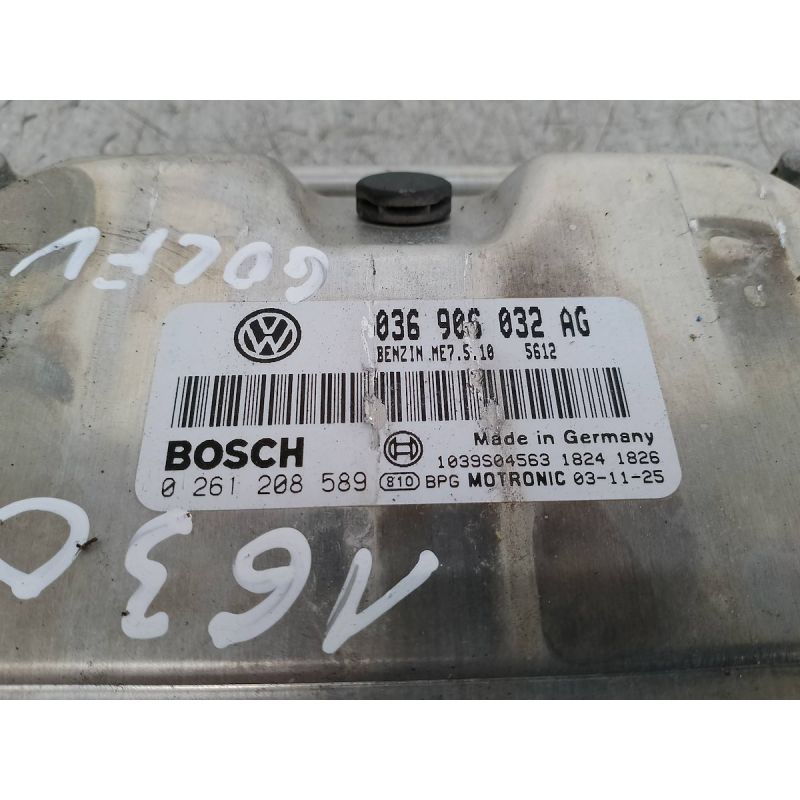 GOLF V
VW
036 906 032 AG
BENZIN ME7.5.10 5612
BOSCH
Made in Germany
1039S04563 1824 1826
0 261 208 589
810 BPG MOTRONIC 03-11-25